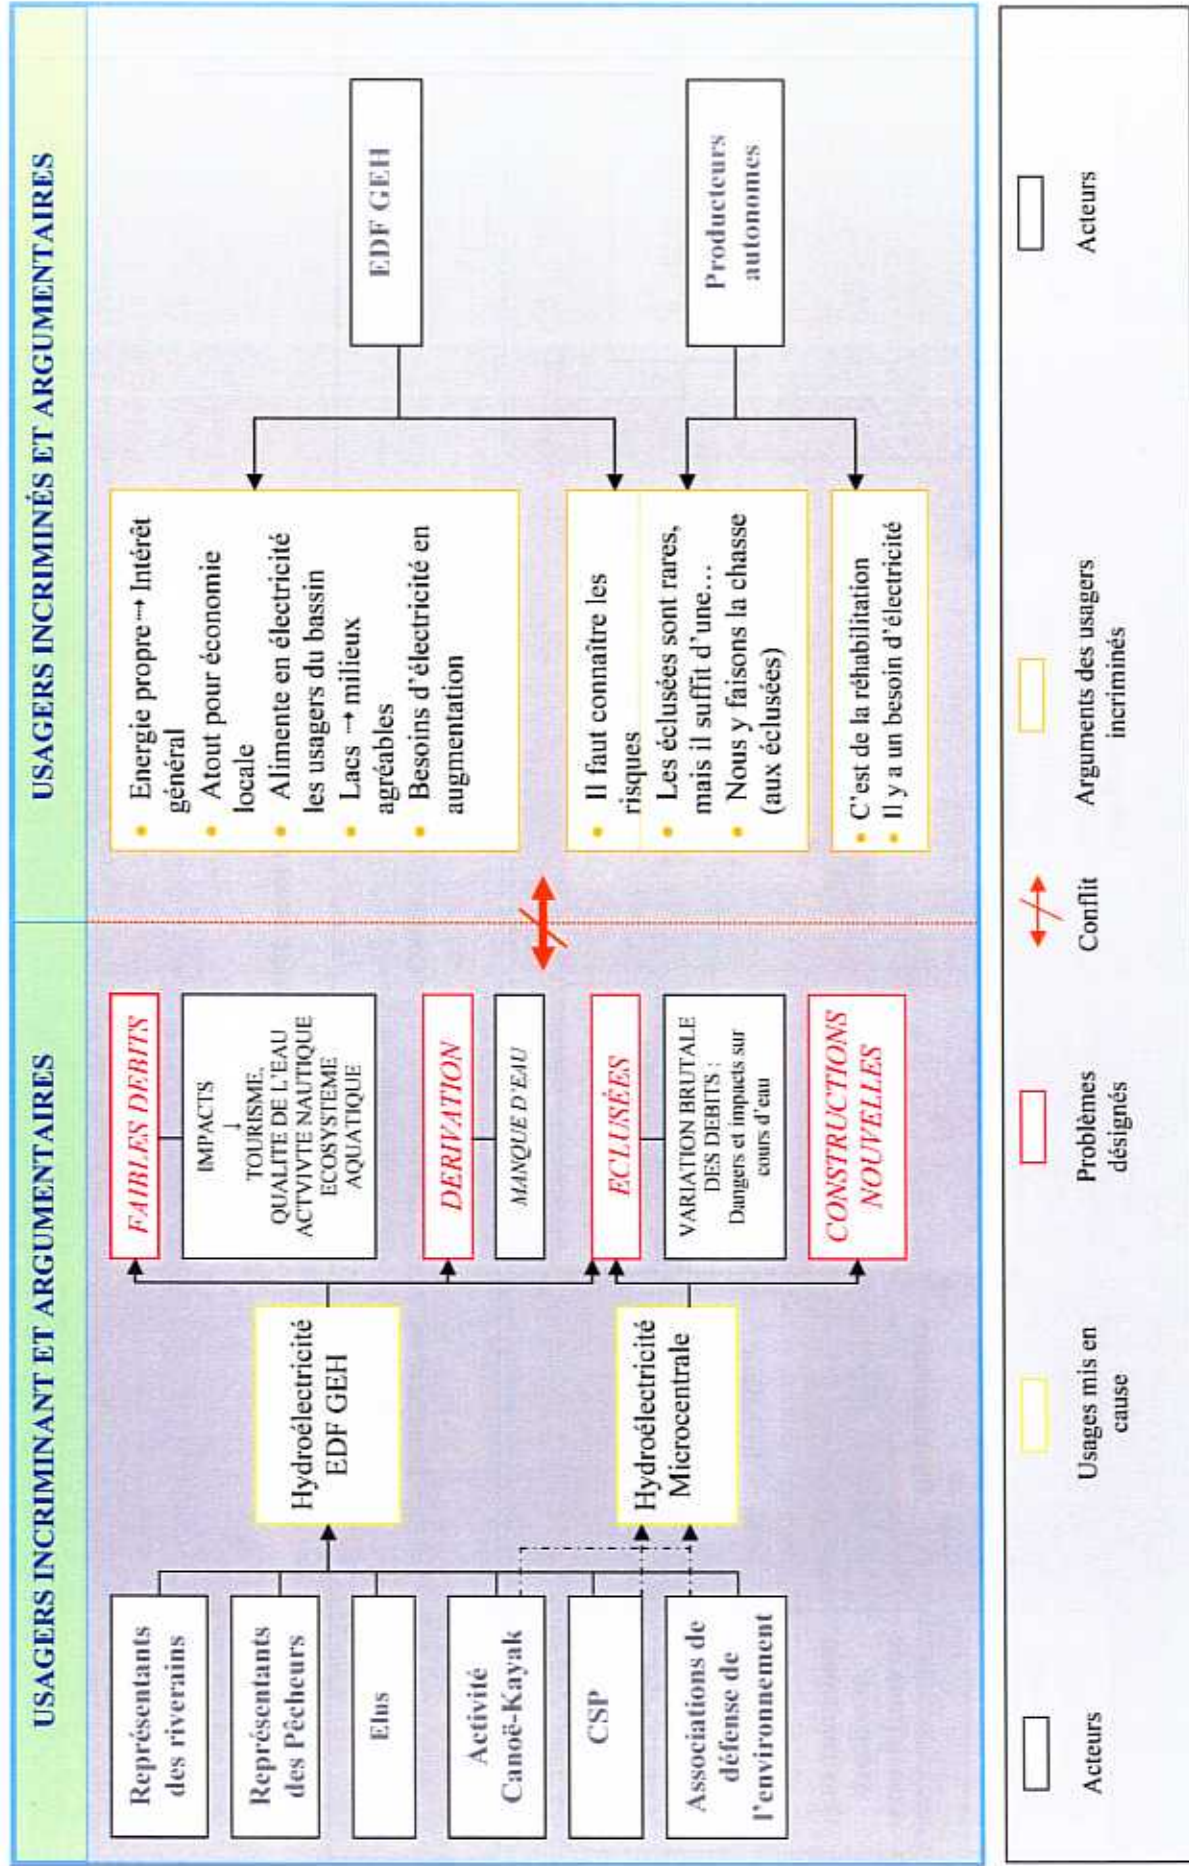 USAGERS INCRIMINANT ET ARGUMENTAIRES
USAGERS INCRIMINÉS ET ARGUMENTAIRES
Représentants
des riverains
Représentants
des Pêcheurs
Elus
Activité
Canoë-Kayak
CSP
Associations de
défense de
l'environnement
Hydroélectricité
EDF GEH
Hydroélectricité
Microcentrale
FAIBLES DEBITS
IMPACTS
↓
TOURISME,
QUALITE DE L'EAU
ACTVITE NAUTIQUE
ECOSYSTEME
AQUATIQUE
DERIVATION
MANQUE D'EAU
ECLUSÉES
VARIATION BRUTALE
DES DEBITS :
Dangers et impacts sur
cours d'eau
CONSTRUCTIONS
NOUVELLES
• Energie propre → Intérêt
général
• Atout pour économie
locale
• Alimente en électricité
les usagers du bassin
• Lacs → milieux
agréables
• Besoins d'électricité en
augmentation
• Il faut connaître les
risques
• Les éclusées sont rares,
mais il suffit d'une…
• Nous y faisons la chasse
(aux éclusées)
• C'est de la réhabilitation
• Il y a un besoin d'électricité
EDF GEH
Producteurs
autonomes
Acteurs
Usages mis en
cause
Problèmes
désignés
Conflit
Arguments des usagers
incriminés
Acteurs